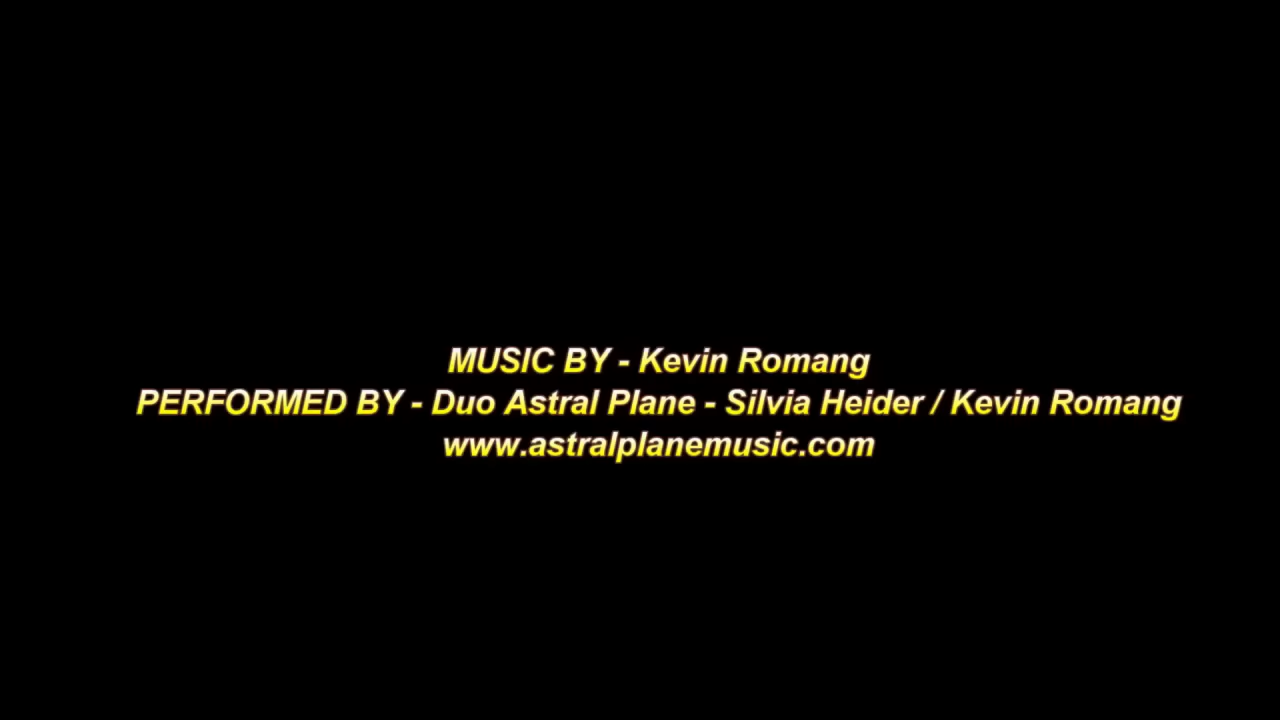 MUSIC BY - Kevin Romang
PERFORMED BY - Duo Astral Plane - Silvia Heider / Kevin Romang
www.astralplanemusic.com